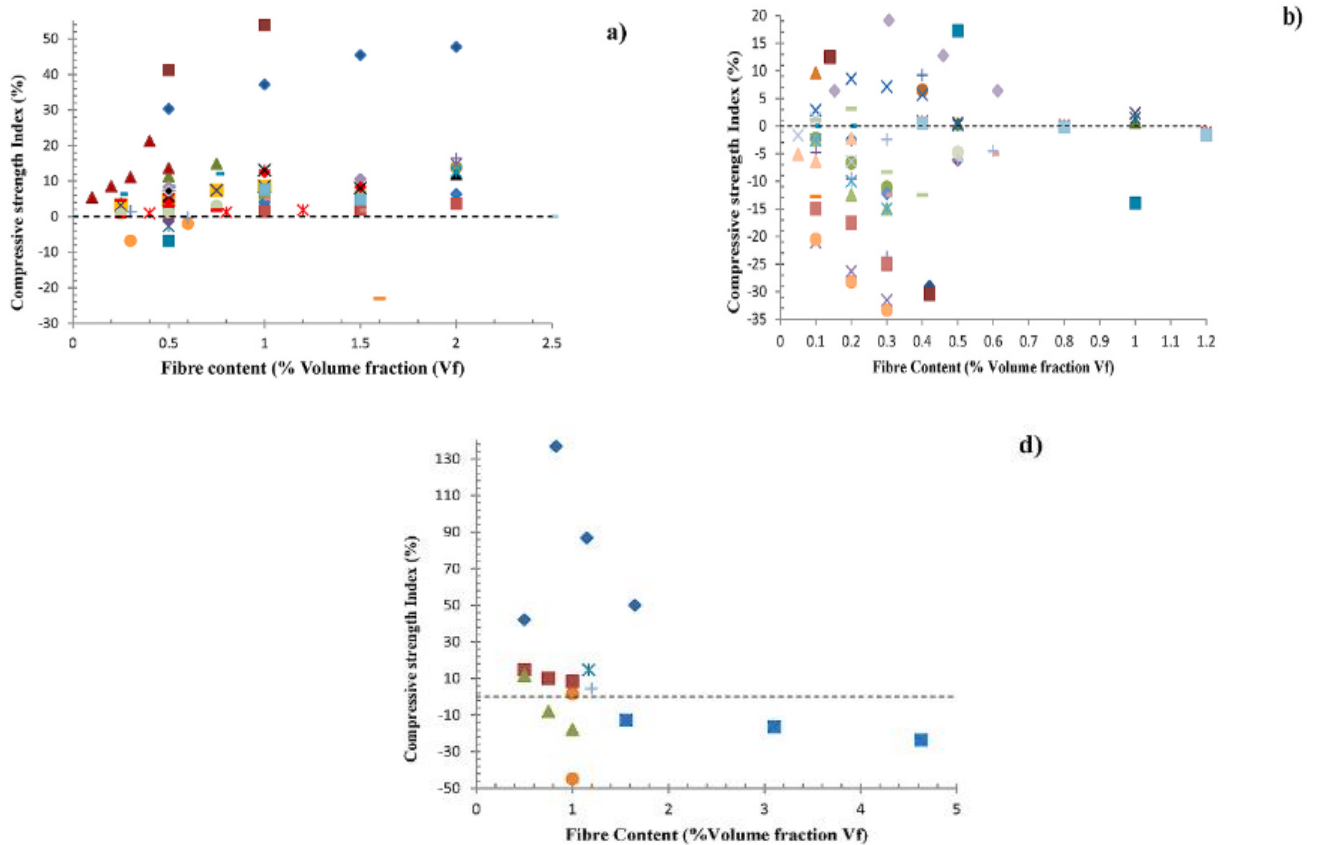 a)
Compressive strength Index (%)
50
40
30
20
10
0
-10
-20
-30
0 0.5 1 1.5 2 2.5
Fibre content (% Volume fraction (Vf)
b)
Compressive strength Index (%)
20
15
10
5
0
-5
-10
-15
-20
-25
-30
-35
0 0.1 0.2 0.3 0.4 0.5 0.6 0.7 0.8 0.9 1 1.1 1.2
Fibre Content (% Volume fraction Vf)
d)
Compressive strength Index (%)
130
110
90
70
50
30
10
-10
-30
-50
0 1 2 3 4 5
Fibre Content (%Volume fraction Vf)